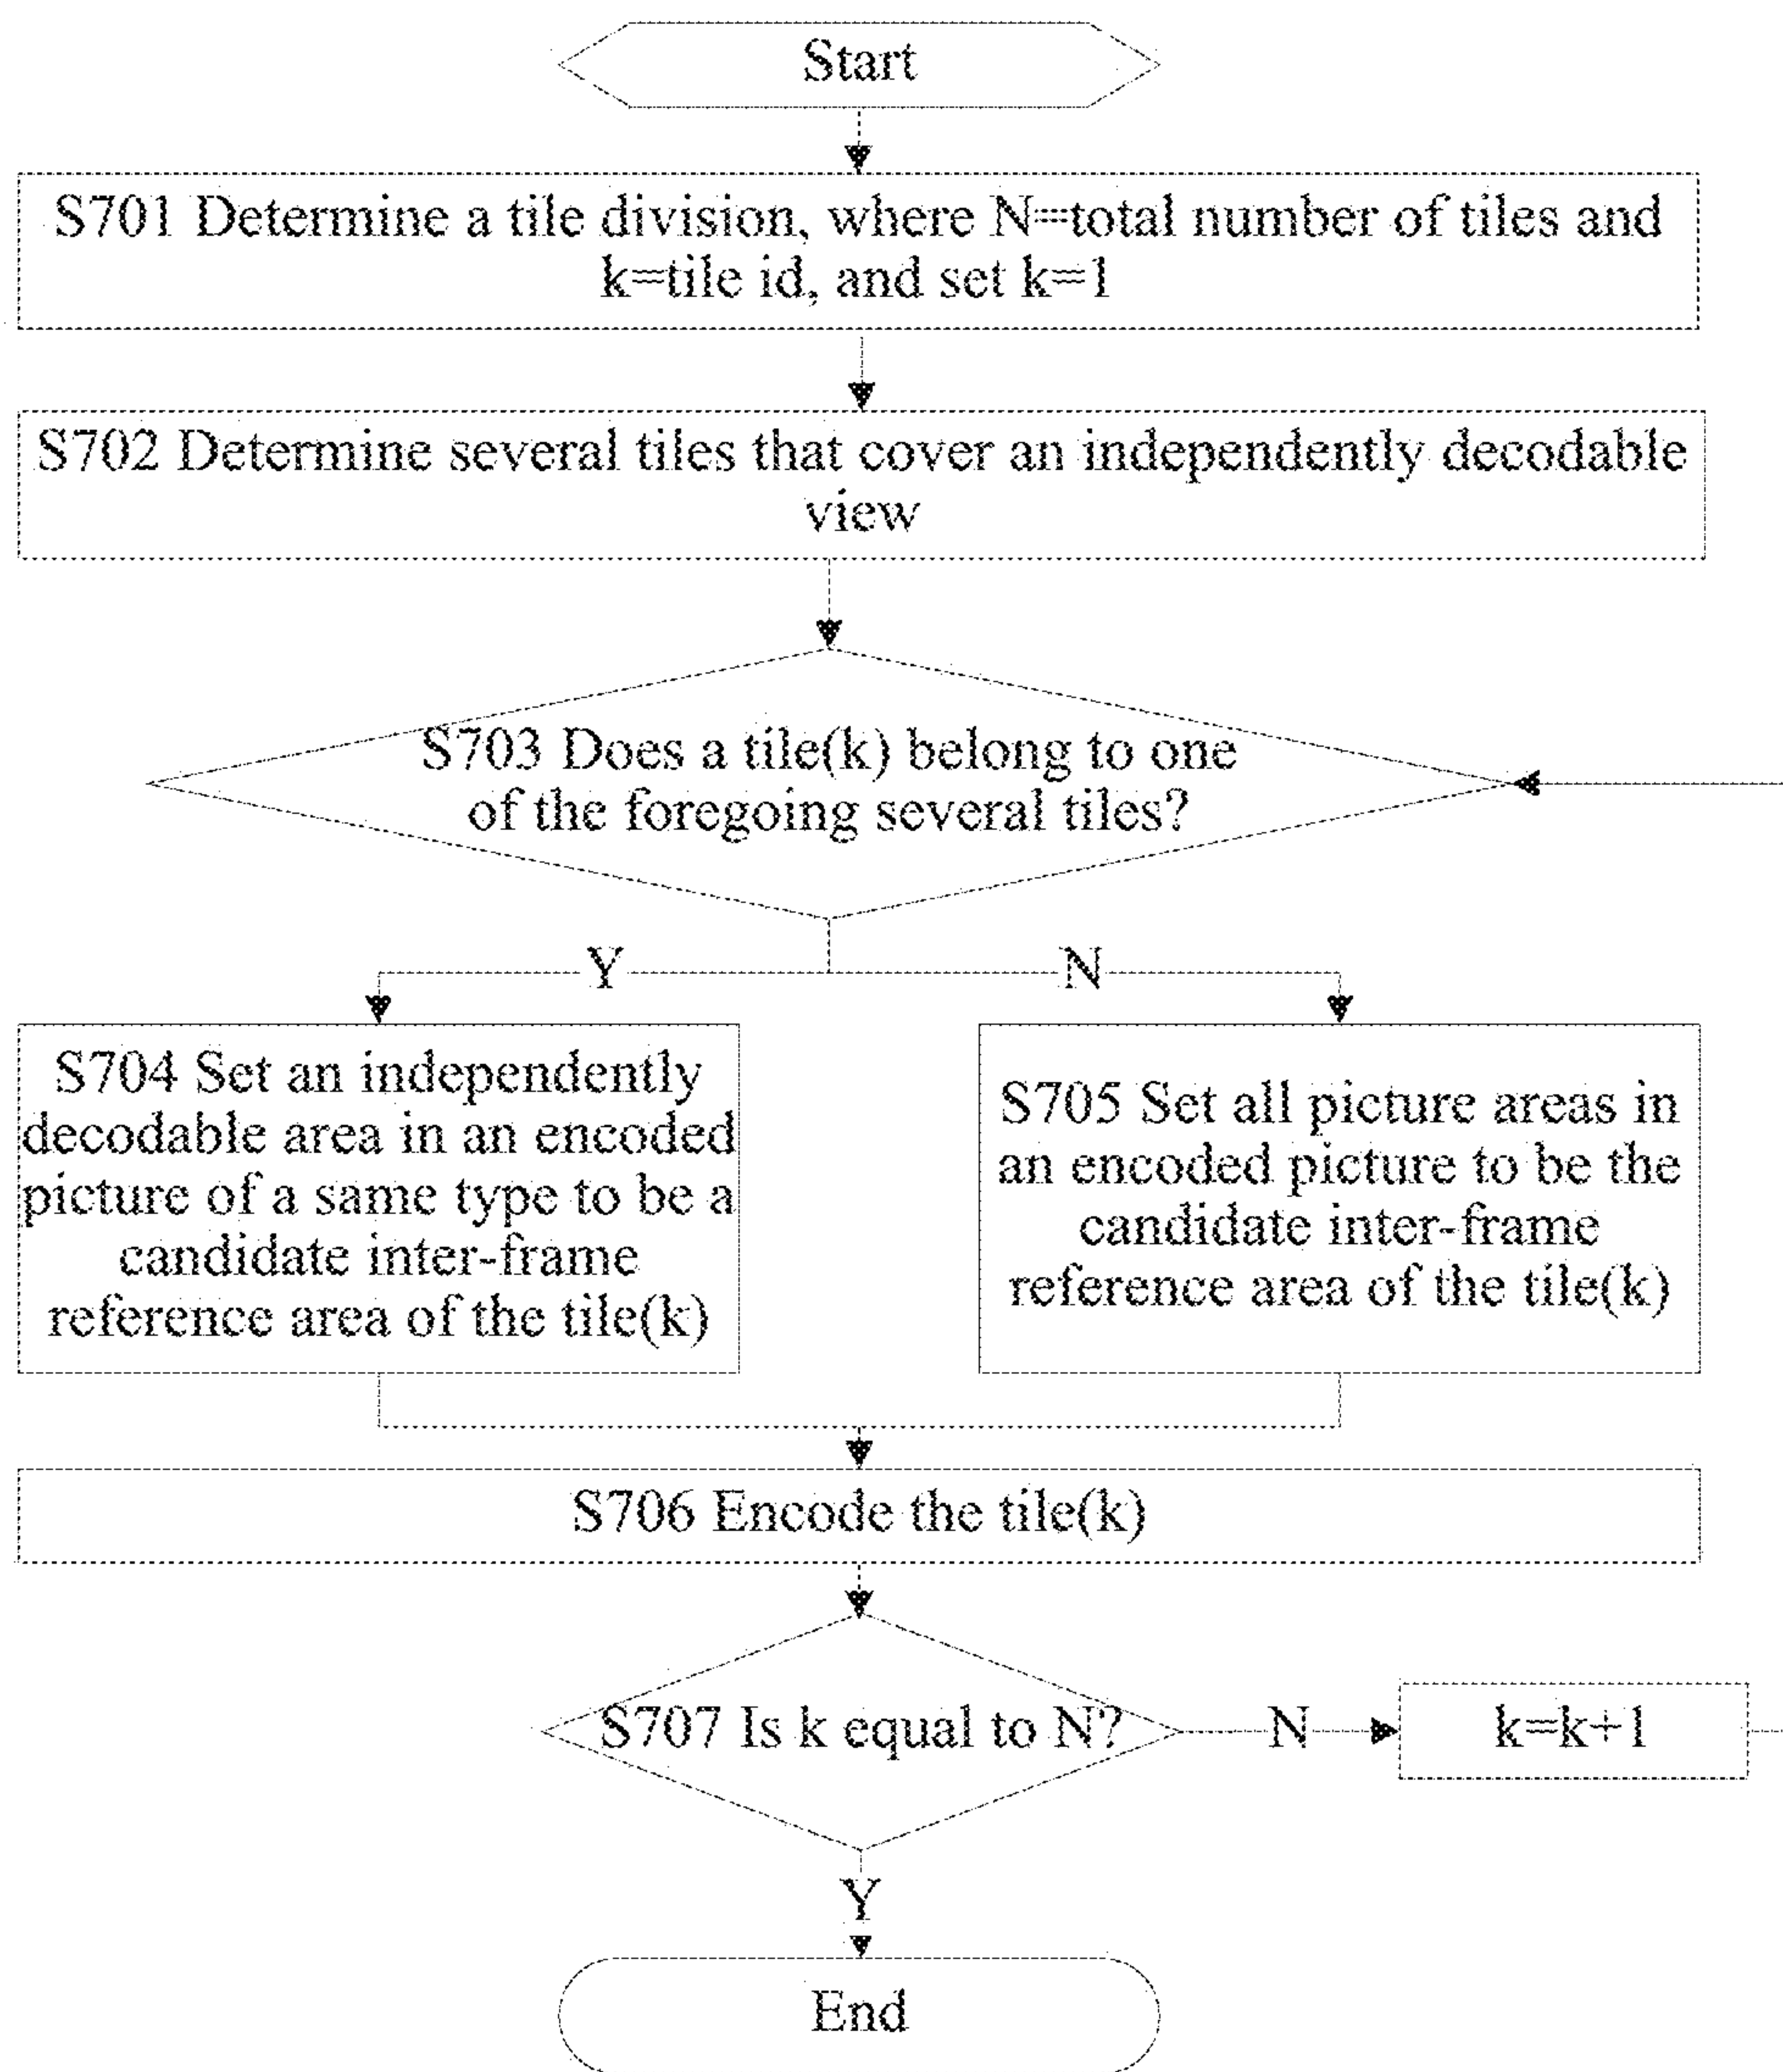 Start
S701 Determine a tile division, where N=total number of tiles and
k=tile id, and set k=1
S702 Determine several tiles that cover an independently decodable
view
S703 Does a tile(k) belong to one
of the foregoing several tiles?
Y
N
S704 Set an independently
decodable area in an encoded
picture of a same type to be a
candidate inter-frame
reference area of the tile(k)
S705 Set all picture areas in
an encoded picture to be the
candidate inter-frame
reference area of the tile(k)
S706 Encode the tile(k)
S707 Is k equal to N?
N
k=k+1
Y
End